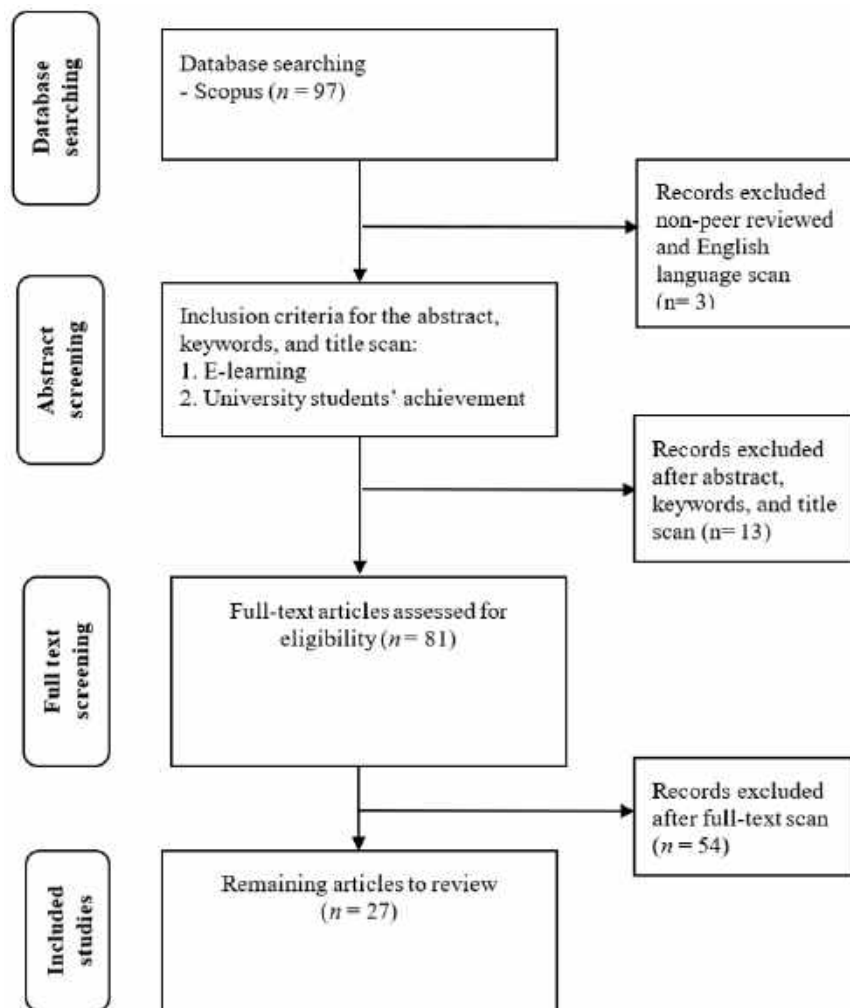 Database
searching
Database searching
- Scopus (n = 97)
Records excluded
non-peer reviewed
and English
language scan
(n= 3)
Abstract
screening
Inclusion criteria for the abstract,
keywords, and title scan:
1. E-learning
2. University students’ achievement
Records excluded
after abstract,
keywords, and title
scan (n= 13)
Full text
screening
Full-text articles assessed for
eligibility (n = 81)
Records excluded
after full-text scan
(n = 54)
Included
studies
Remaining articles to review
(n = 27)